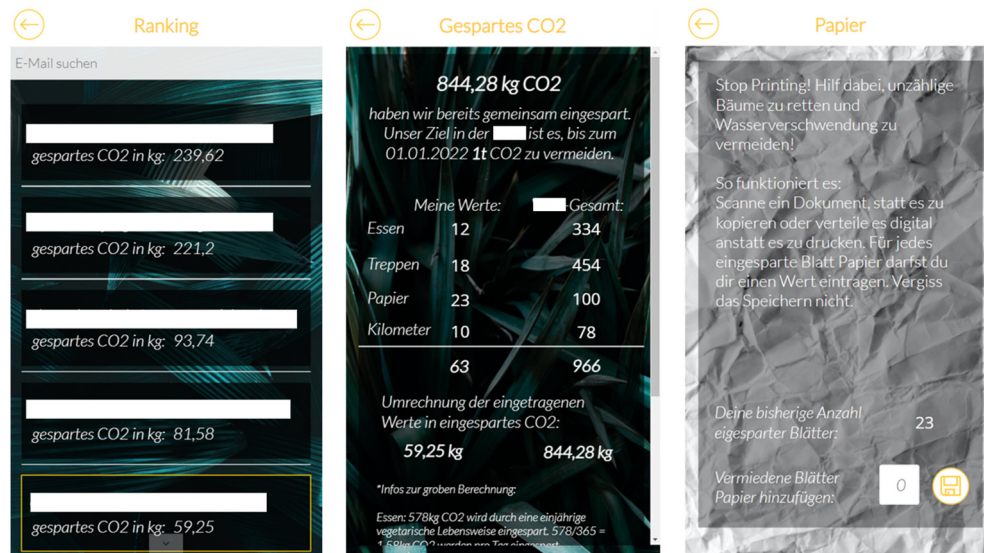 Ranking
E-Mail suchen
gespartes CO2 in kg: 239,62
gespartes CO2 in kg: 221,2
gespartes CO2 in kg: 93,74
gespartes CO2 in kg: 81,58
gespartes CO2 in kg: 59,25
Gespartes CO2
844,28 kg CO2
haben wir bereits gemeinsam eingespart.
Unser Ziel in der ist es, bis zum
01.01.2022 1t CO2 zu vermeiden.
Meine Werte: -Gesamt:
Essen 12 334
Treppen 18 454
Papier 23 100
Kilometer 10 78
63 966
Umrechnung der eingetragenen
Werte in eingespartes CO2:
59,25 kg 844,28 kg
*Infos zur groben Berechnung:
Essen: 578kg CO2 wird durch eine einjährige
vegetarische Lebensweise eingespart. 578/365 =
1,58kg CO2 werden pro Tag eingespart
Papier
Stop Printing! Hilf dabei, unzählige
Bäume zu retten und
Wasserverschwendung zu
vermeiden!
So funktioniert es:
Scanne ein Dokument, statt es zu
kopieren oder verteile es digital
anstatt es zu drucken. Für jedes
eingesparte Blatt Papier darfst du
dir einen Wert eintragen. Vergiss
das Speichern nicht.
Deine bisherige Anzahl
eigesparter Blätter: 23
Vermiedene Blätter
Papier hinzufügen: 0